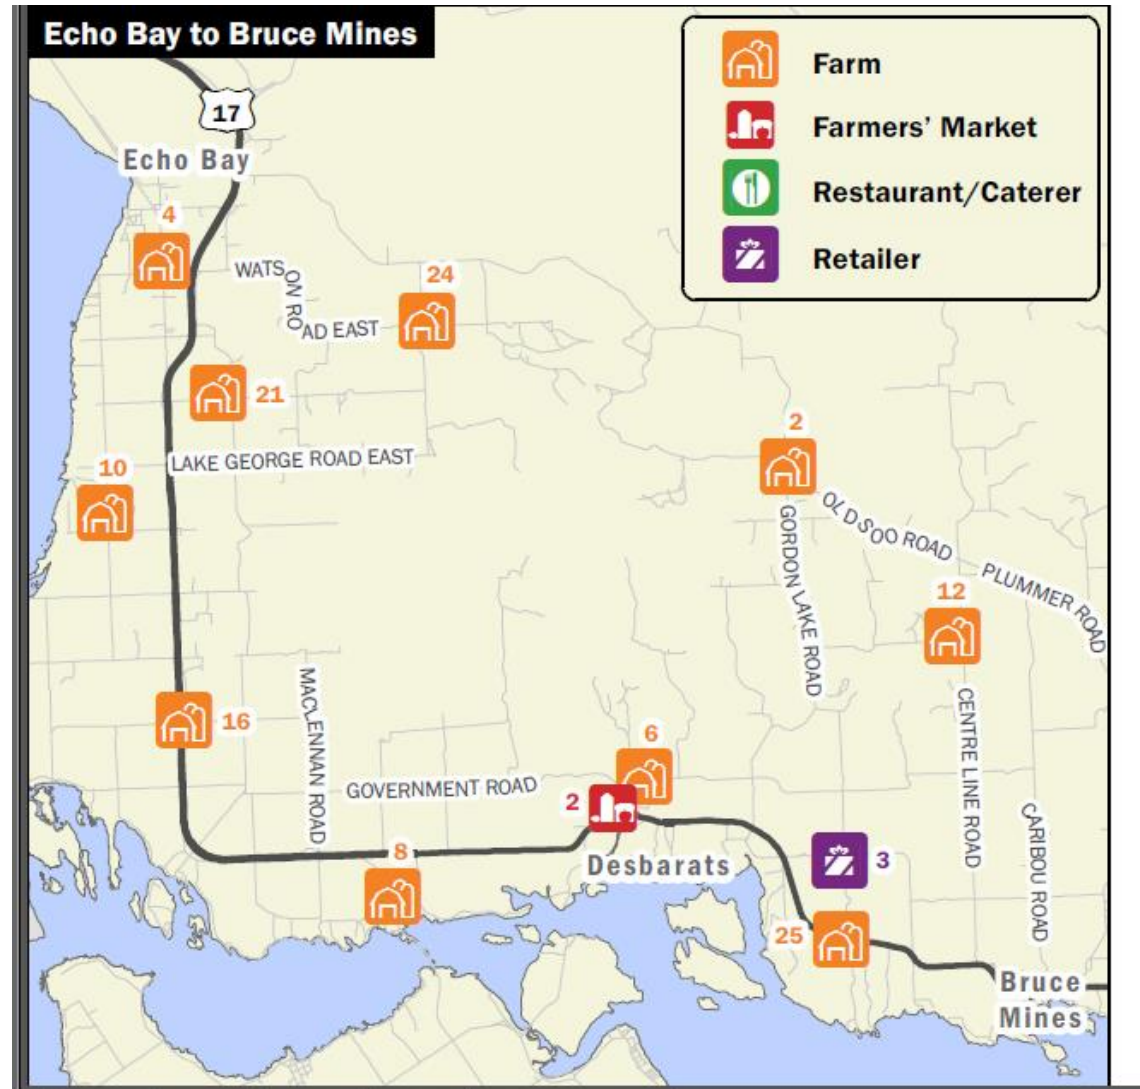 Echo Bay to Bruce Mines
Farm
Farmers' Market
Restaurant/Caterer
Retailer
17
Echo Bay
4
WATSON ROAD EAST
24
21
2
LAKE GEORGE ROAD EAST
10
OLD SOO ROAD
GORDON LAKE ROAD
PLUMMER ROAD
12
16
MACLENNAN ROAD
CENTRE LINE ROAD
6
GOVERNMENT ROAD
2
CARIBOU ROAD
8
Desbarats
3
25
Bruce
Mines